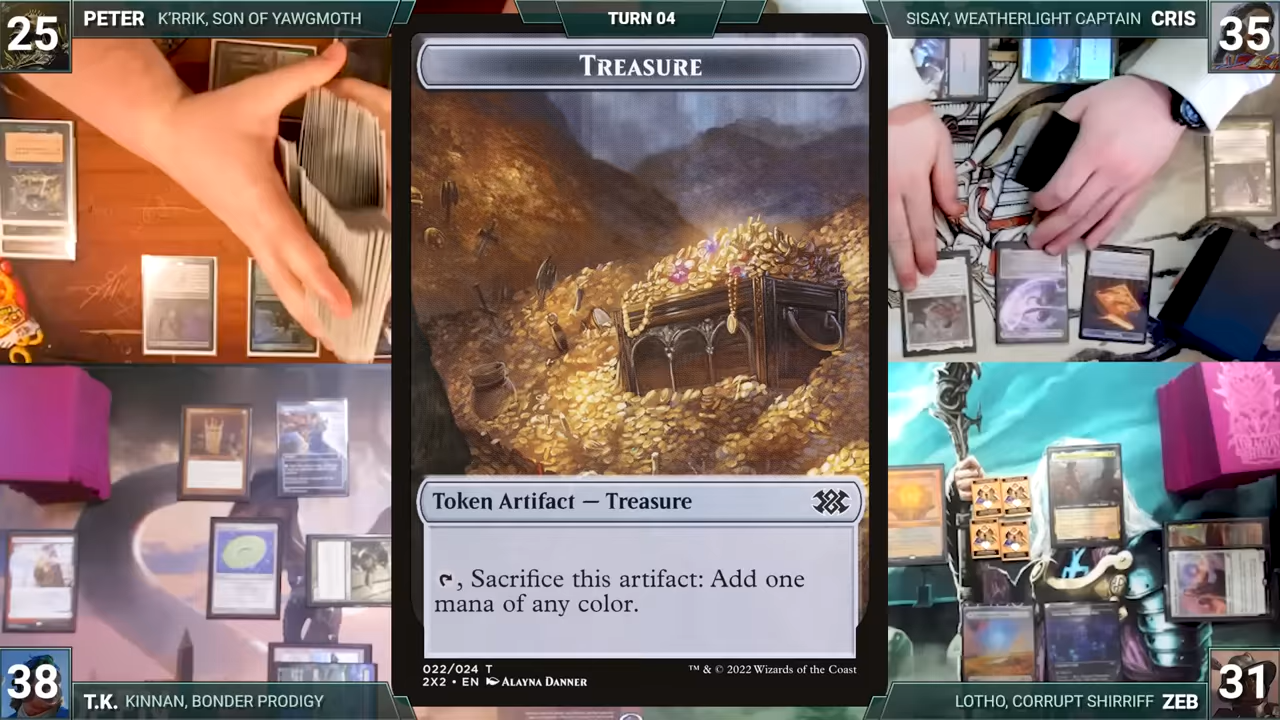 25
PETER K'RRIK, SON OF YAWGMOTH
TURN 04
SISAY, WEATHERLIGHT CAPTAIN CRIS
35
TREASURE
Token Artifact — Treasure
, Sacrifice this artifact: Add one
mana of any color.
022/024 T
2X2 • EN ALAYNA DANNER
™ & © 2022 Wizards of the Coast
38
T.K. KINNAN, BONDER PRODIGY
LOTHO, CORRUPT SHIRRIFF ZEB
31